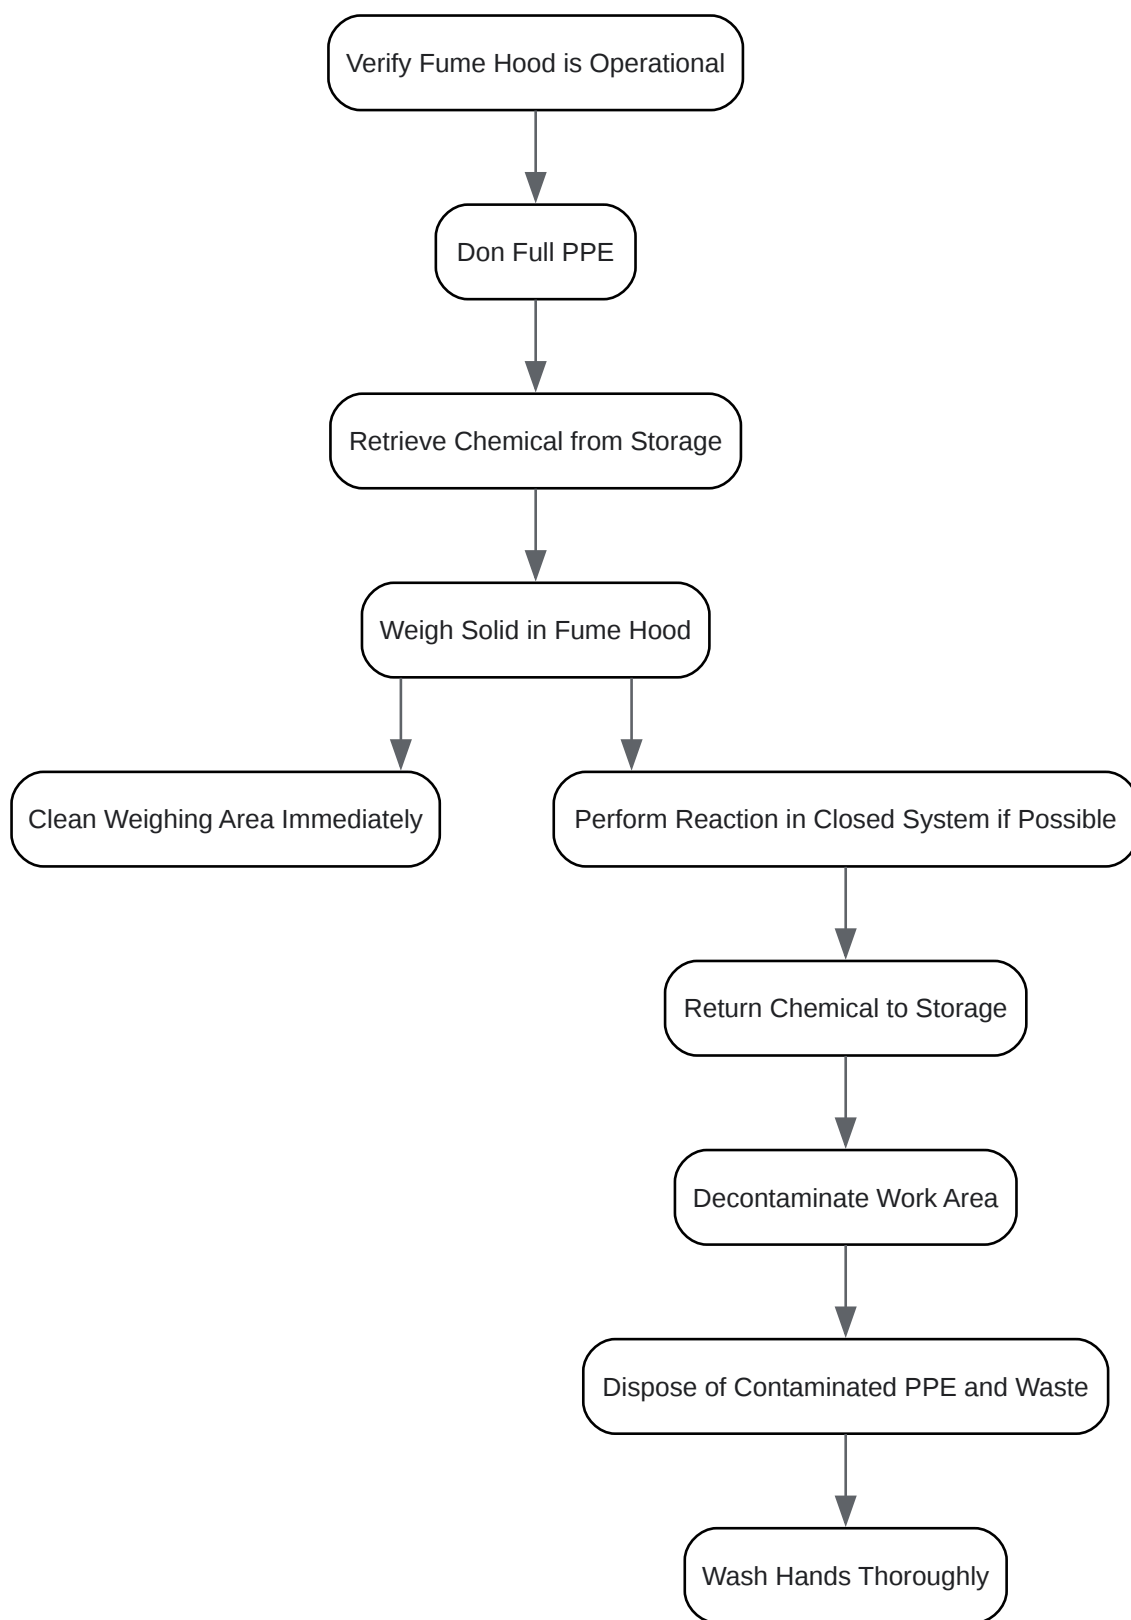 Verify Fume Hood is Operational
Don Full PPE
Retrieve Chemical from Storage
Weigh Solid in Fume Hood
Clean Weighing Area Immediately
Perform Reaction in Closed System if Possible
Return Chemical to Storage
Decontaminate Work Area
Dispose of Contaminated PPE and Waste
Wash Hands Thoroughly